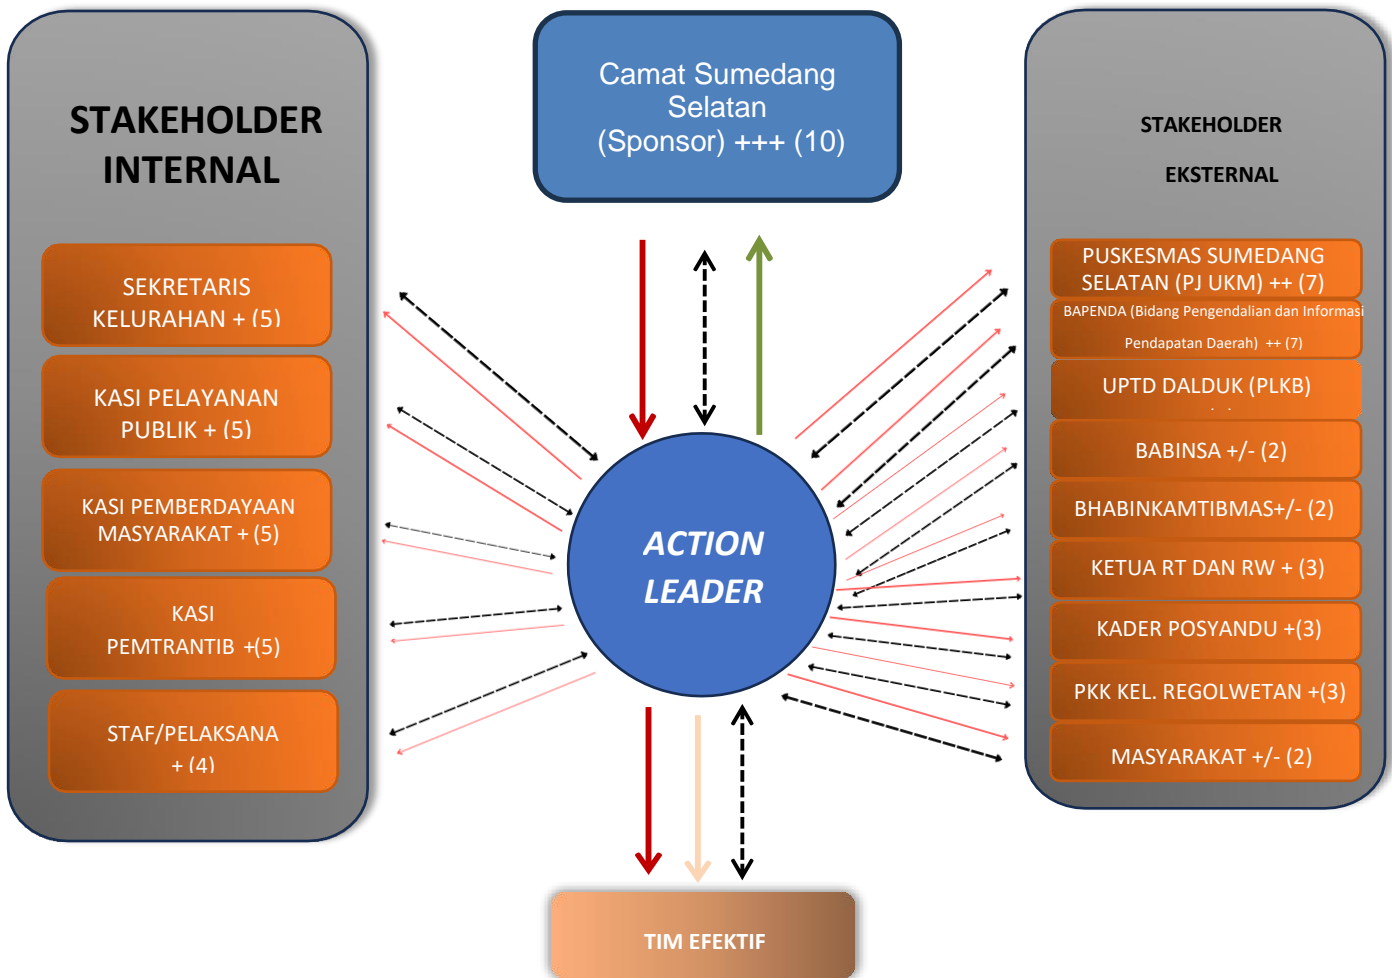 STAKEHOLDER
INTERNAL
SEKRETARIS
KELURAHAN + (5)
KASI PELAYANAN
PUBLIK + (5)
KASI PEMBERDAYAAN
MASYARAKAT + (5)
KASI
PEMTRANTIB +(5)
STAF/PELAKSANA
+ (4)
Camat Sumedang
Selatan
(Sponsor) +++ (10)
ACTION
LEADER
TIM EFEKTIF
STAKEHOLDER
EKSTERNAL
PUSKESMAS SUMEDANG
SELATAN (PJ UKM) ++ (7)
BAPENDA (Bidang Pengendalian dan Informasi
Pendapatan Daerah) ++ (7)
UPTD DALDUK (PLKB)
BABINSA +/- (2)
BHABINKAMTIBMAS+/- (2)
KETUA RT DAN RW + (3)
KADER POSYANDU +(3)
PKK KEL. REGOLWETAN +(3)
MASYARAKAT +/- (2)